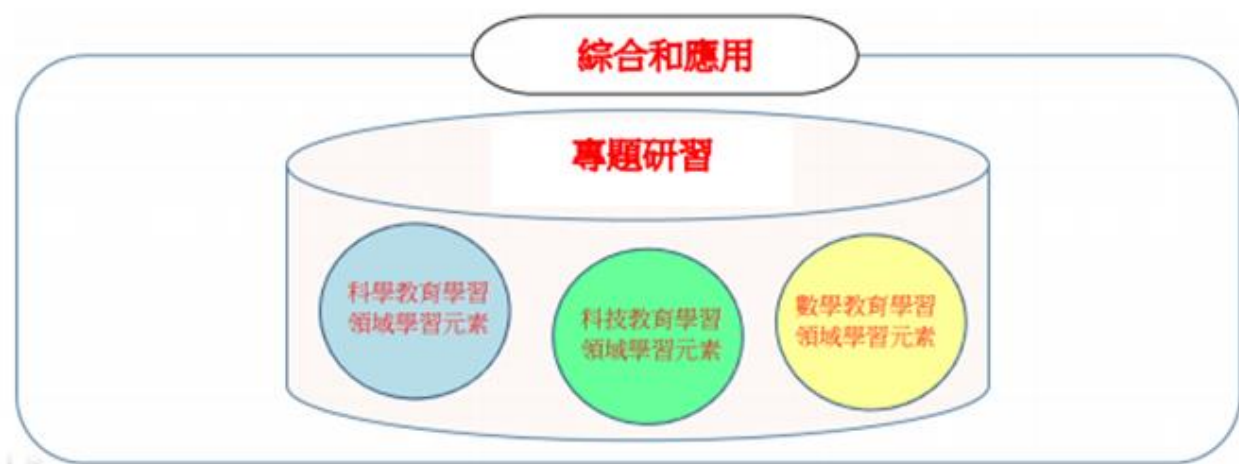 綜合和應用
專題研習
科學教育學習
領域學習元素
科技教育學習
領域學習元素
數學教育學習
領域學習元素